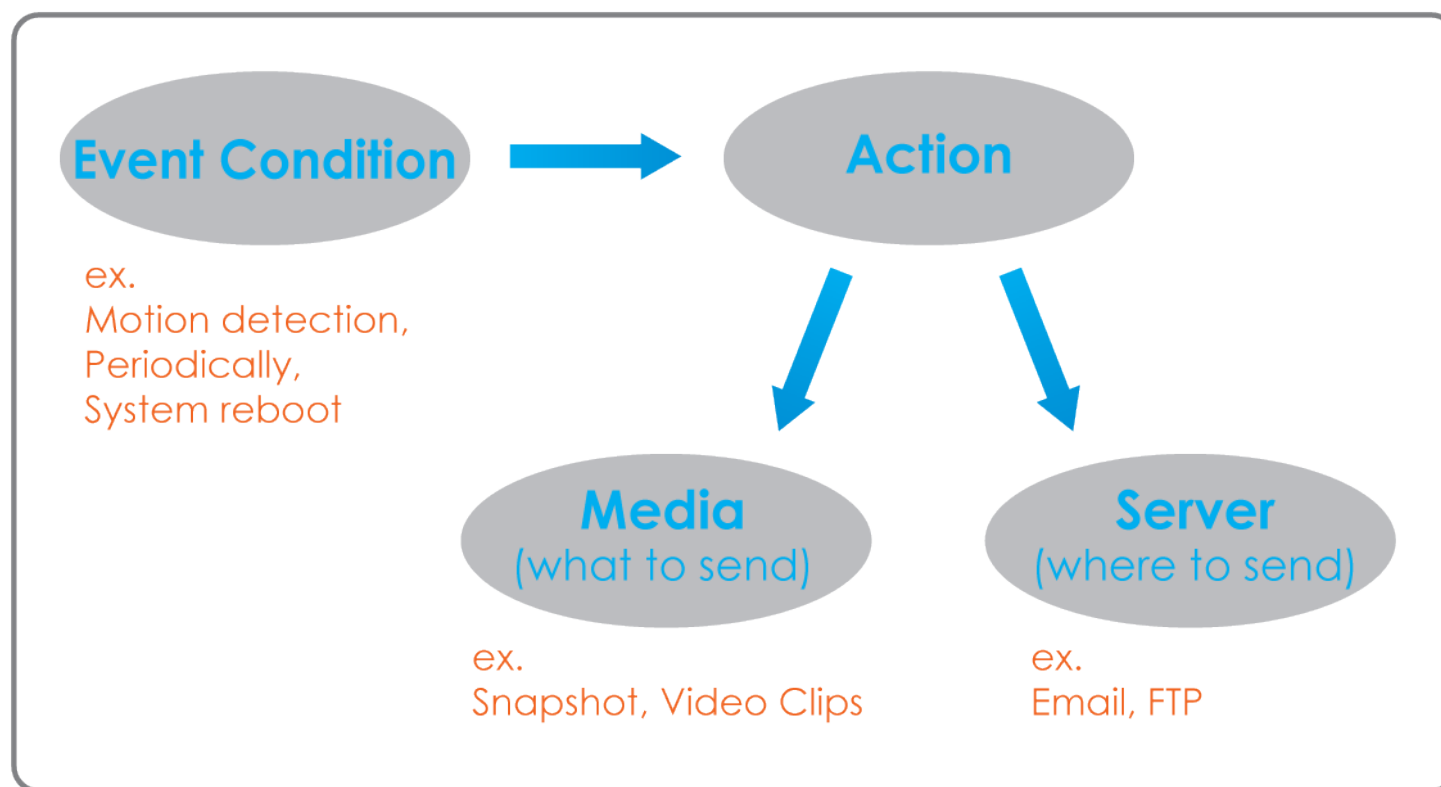 Event Condition
Action
ex.
Motion detection,
Periodically,
System reboot
Media
(what to send)
Server
(where to send)
ex.
Snapshot, Video Clips
ex.
Email, FTP